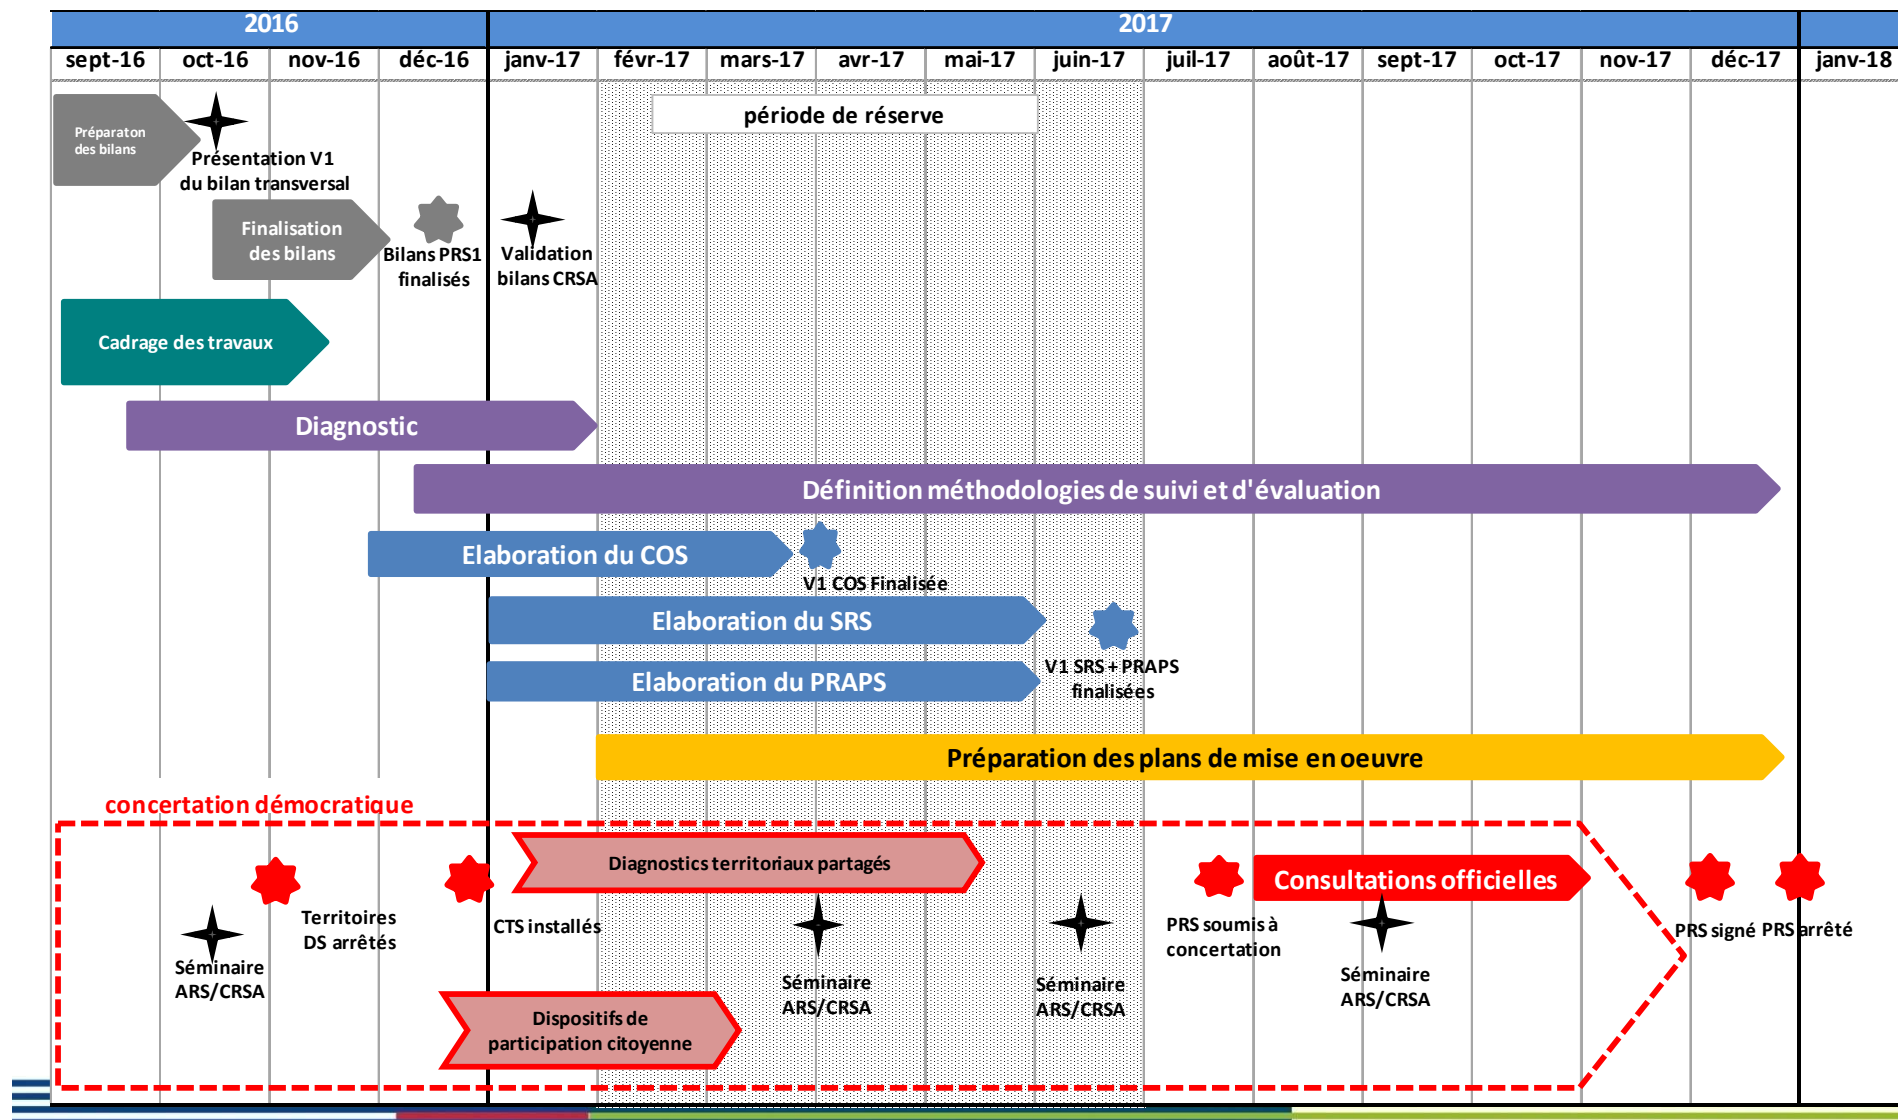 2016
2017
sept-16
oct-16
nov-16
déc-16
janv-17
févr-17
mars-17
avr-17
mai-17
juin-17
juil-17
août-17
sept-17
oct-17
nov-17
déc-17
janv-18
période de réserve
Préparaton
des bilans
Présentation V1
du bilan transversal
Finalisation
des bilans
Bilans PRS1
finalisés
Validation
bilans CRSA
Cadrage des travaux
Diagnostic
Définition méthodologies de suivi et d'évaluation
Elaboration du COS
V1 COS Finalisée
Elaboration du SRS
Elaboration du PRAPS
V1 SRS + PRAPS
finalisées
Préparation des plans de mise en oeuvre
concertation démocratique
Diagnostics territoriaux partagés
Consultations officielles
Territoires
DS arrêtés
CTS installés
PRS soumis à
concertation
PRS signé
PRS arrêté
Séminaire
ARS/CRSA
Séminaire
ARS/CRSA
Séminaire
ARS/CRSA
Séminaire
ARS/CRSA
Dispositifs de
participation citoyenne